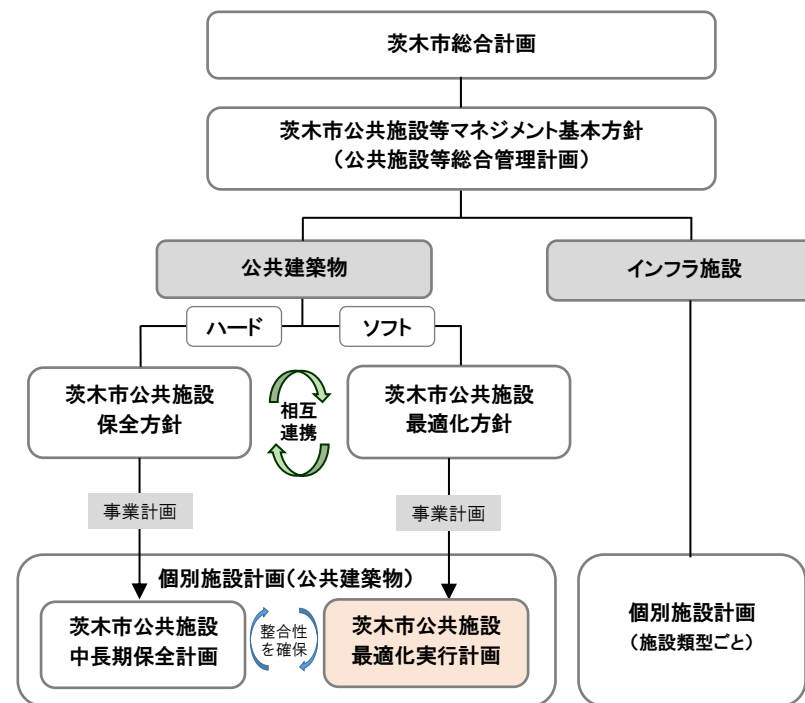 茨木市総合計画
茨木市公共施設等マネジメント基本方針
（公共施設等総合管理計画）
公共建築物
インフラ施設
ハード
ソフト
茨木市公共施設
保全方針
相互
連携
茨木市公共施設
最適化方針
事業計画
事業計画
個別施設計画（公共建築物）
茨木市公共施設
中長期保全計画
整合性
を確保
茨木市公共施設
最適化実行計画
個別施設計画
（施設類型ごと）